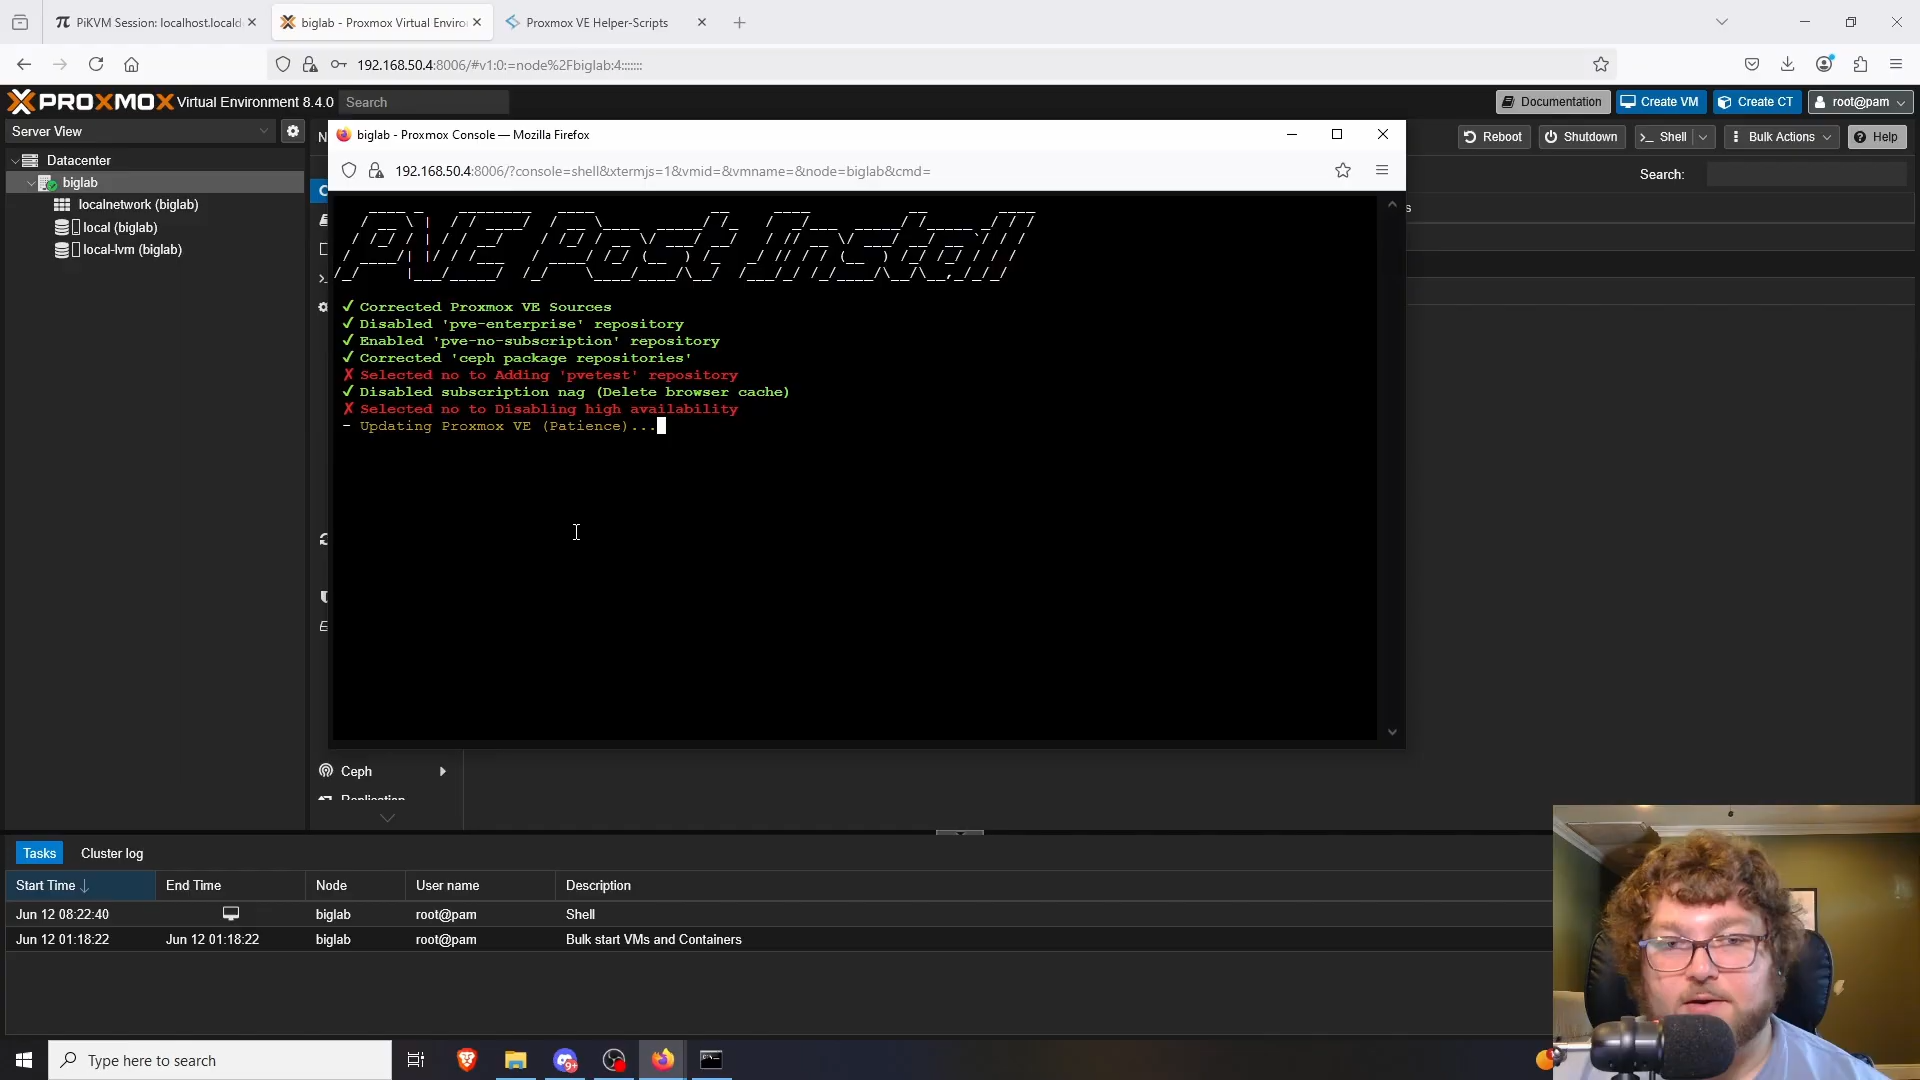 PiKVM Session: localhost.locald
biglab - Proxmox Virtual Enviro
Proxmox VE Helper-Scripts
192.168.50.4:8006/#v1:0:=node%2Fbiglab:4:::::::
PROXMOX Virtual Environment 8.4.0
Search
Documentation
Create VM
Create CT
root@pam
Server View
Reboot
Shutdown
Shell
Bulk Actions
Help
Search:
Datacenter
biglab
localnetwork (biglab)
local (biglab)
local-lvm (biglab)
biglab - Proxmox Console — Mozilla Firefox
192.168.50.4:8006/?console=shell&xtermjs=1&vmid=&vmname=&node=biglab&cmd=
PVE Post Install
✓ Corrected Proxmox VE Sources
✓ Disabled 'pve-enterprise' repository
✓ Enabled 'pve-no-subscription' repository
✓ Corrected 'ceph package repositories'
✗ Selected no to Adding 'pvetest' repository
✓ Disabled subscription nag (Delete browser cache)
✗ Selected no to Disabling high availability
- Updating Proxmox VE (Patience)...
Ceph
Tasks
Cluster log
Start Time
End Time
Node
User name
Description
Jun 12 08:22:40
biglab
root@pam
Shell
Jun 12 01:18:22
Jun 12 01:18:22
biglab
root@pam
Bulk start VMs and Containers
Type here to search